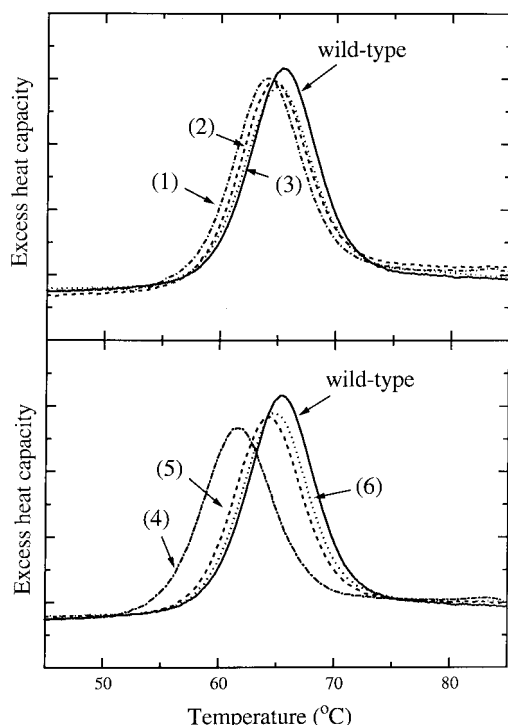 wild-type
(2)
(1)
(3)
Excess heat capacity
wild-type
(5)
(4)
(6)
Excess heat capacity
50 60 70 80
Temperature (°C)